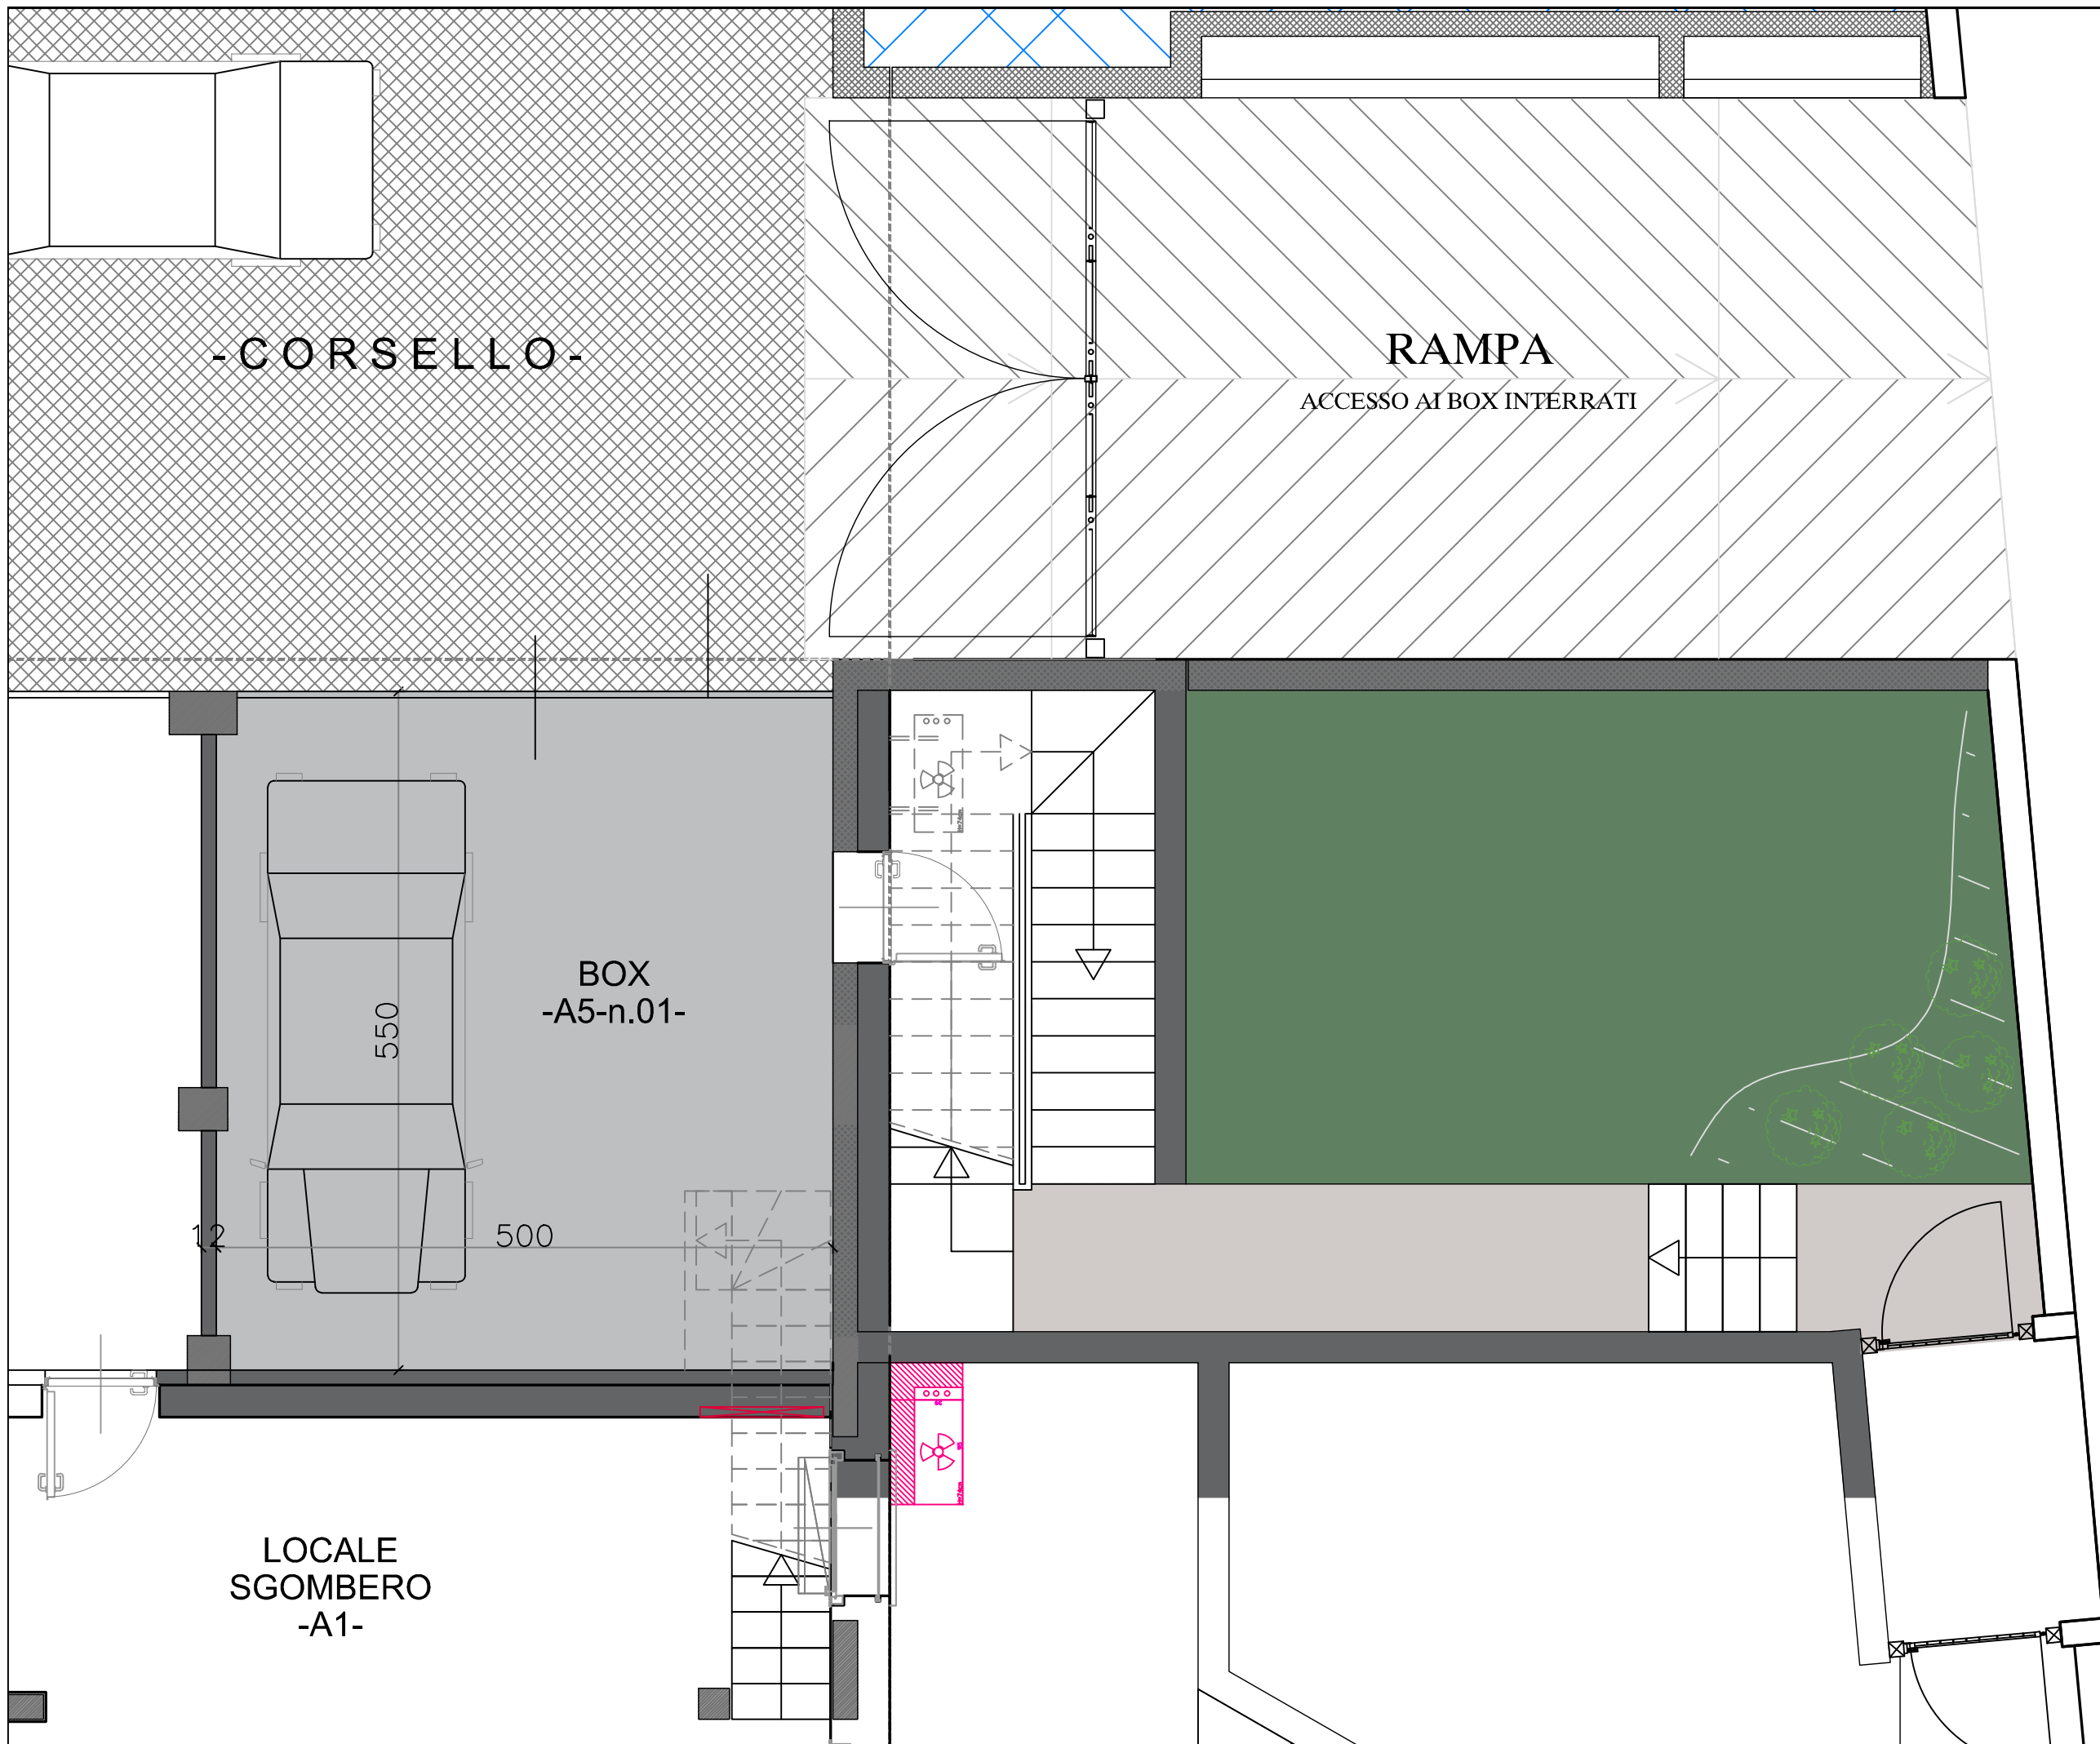 -CORSELLO-
RAMPA
ACCESSO AI BOX INTERRATI
BOX
-A5-n.01-
550
12
500
LOCALE
SGOMBERO
-A1-